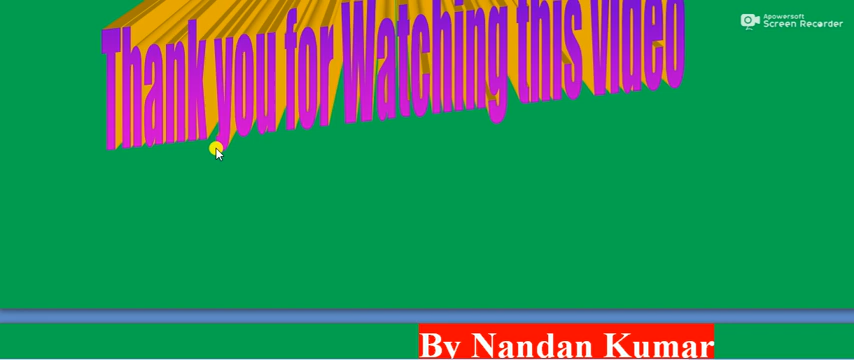 Apowersoft
Screen Recorder
Thank you for Watching this video
By Nandan Kumar